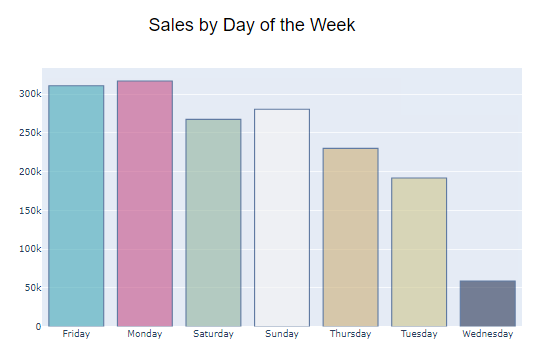 Sales by Day of the Week
300k
250k
200k
150k
100k
50k
0
Friday Monday Saturday Sunday Thursday Tuesday Wednesday